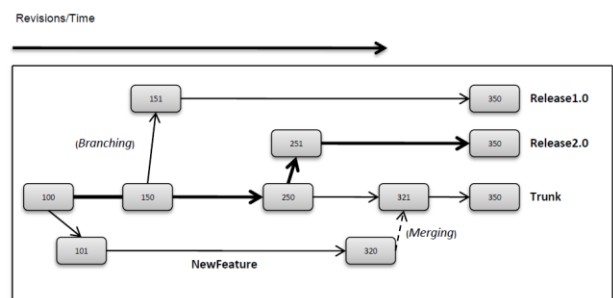 Revisions/Time
151
350
Release1.0
(Branching)
251
350
Release2.0
100
150
250
321
350
Trunk
(Merging)
101
320
NewFeature